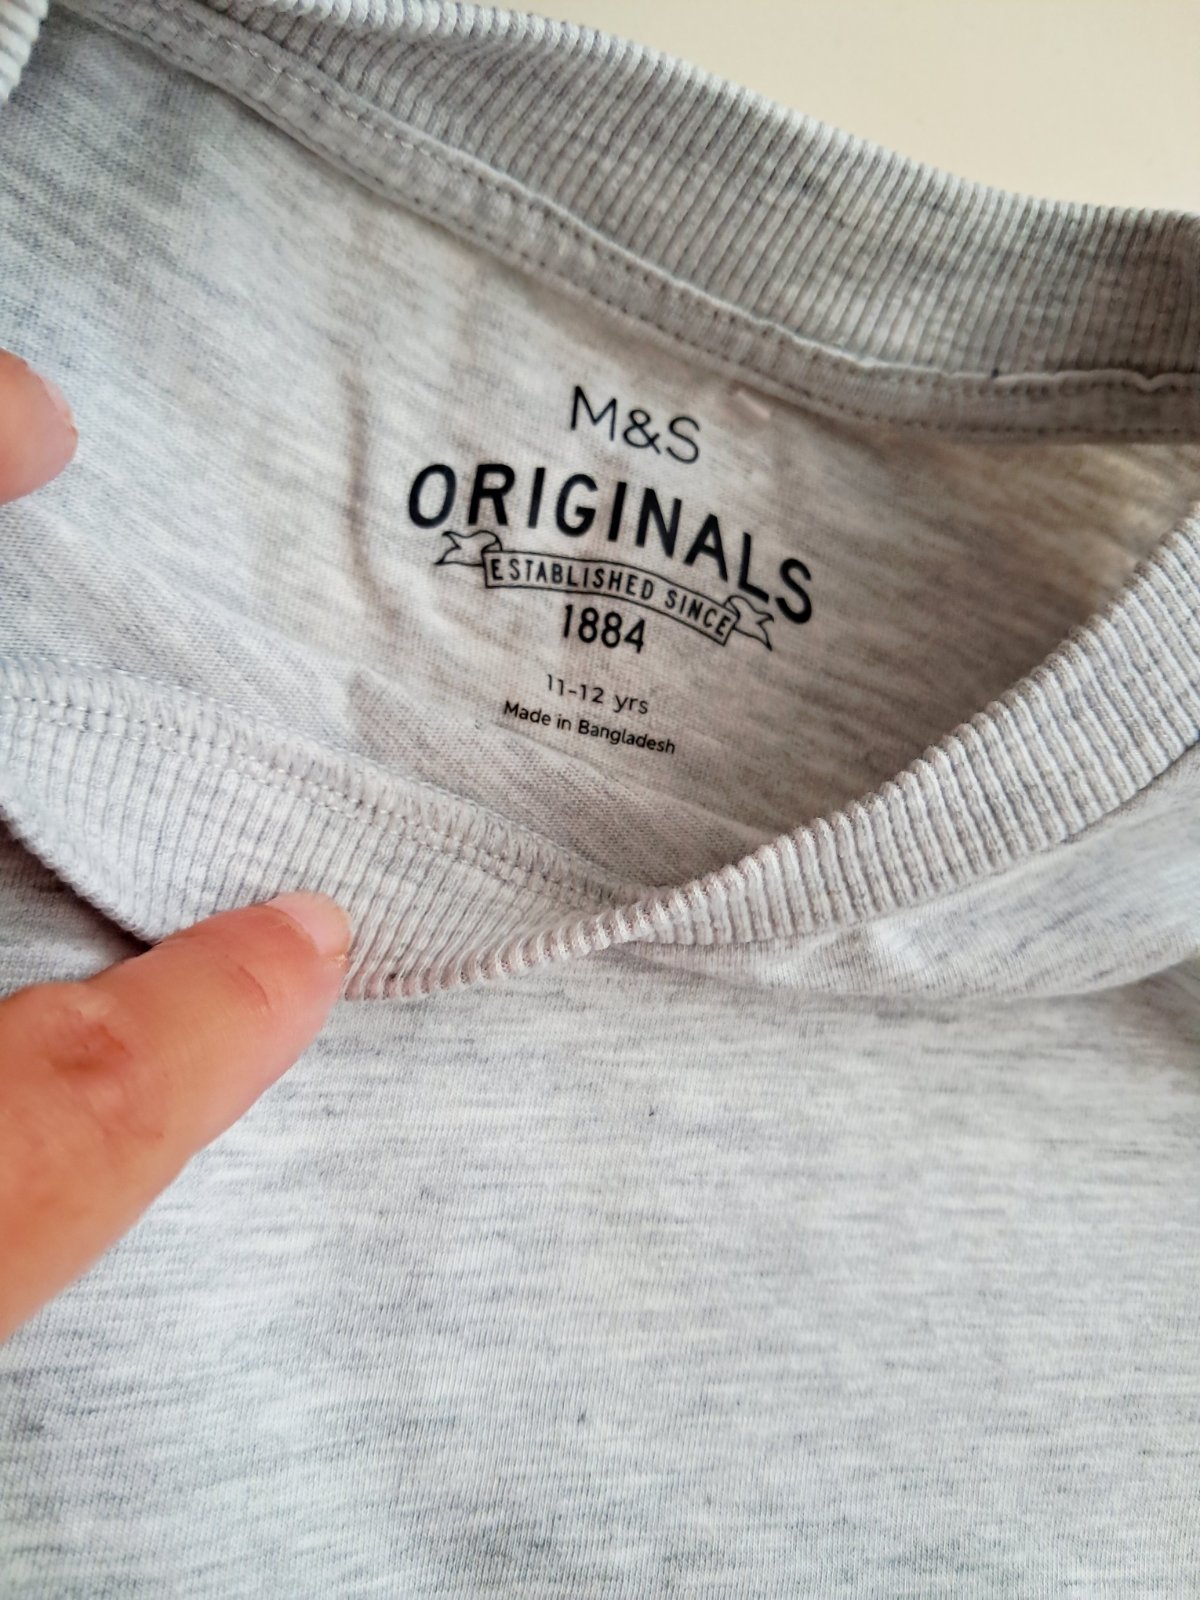 M&S
ORIGINALS
ESTABLISHED SINCE
1884
11-12 yrs
Made in Bangladesh